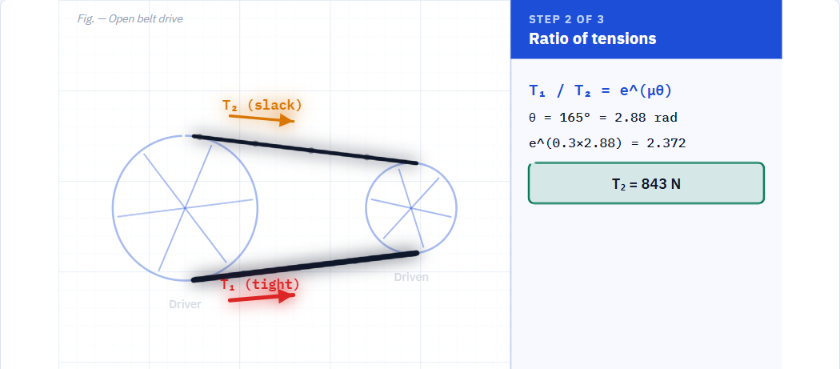 Fig. — Open belt drive
T₂ (slack)
T₁ (tight)
Driver
Driven
STEP 2 OF 3
Ratio of tensions
T₁ / T₂ = e^(μθ)
θ = 165° = 2.88 rad
e^(0.3×2.88) = 2.372
T₂ = 843 N